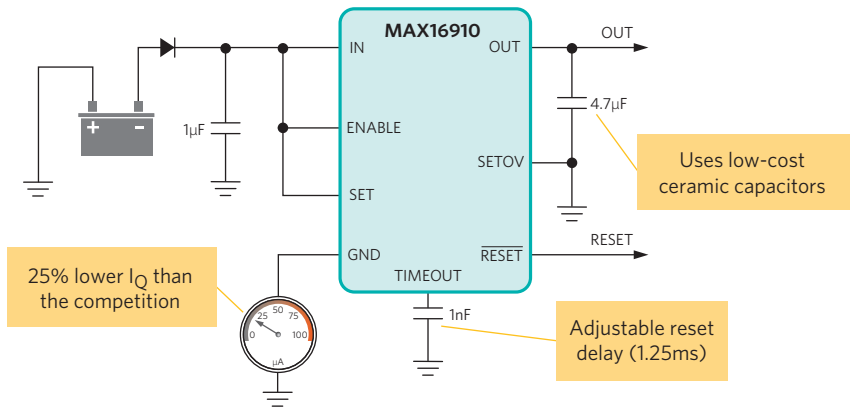 MAX16910
IN
OUT
OUT
+
-
1µF
4.7µF
ENABLE
Uses low-cost
ceramic capacitors
SETOV
SET
GND
RESET
RESET
TIMEOUT
25% lower IQ than
the competition
0
25
50
75
100
µA
1nF
Adjustable reset
delay (1.25ms)